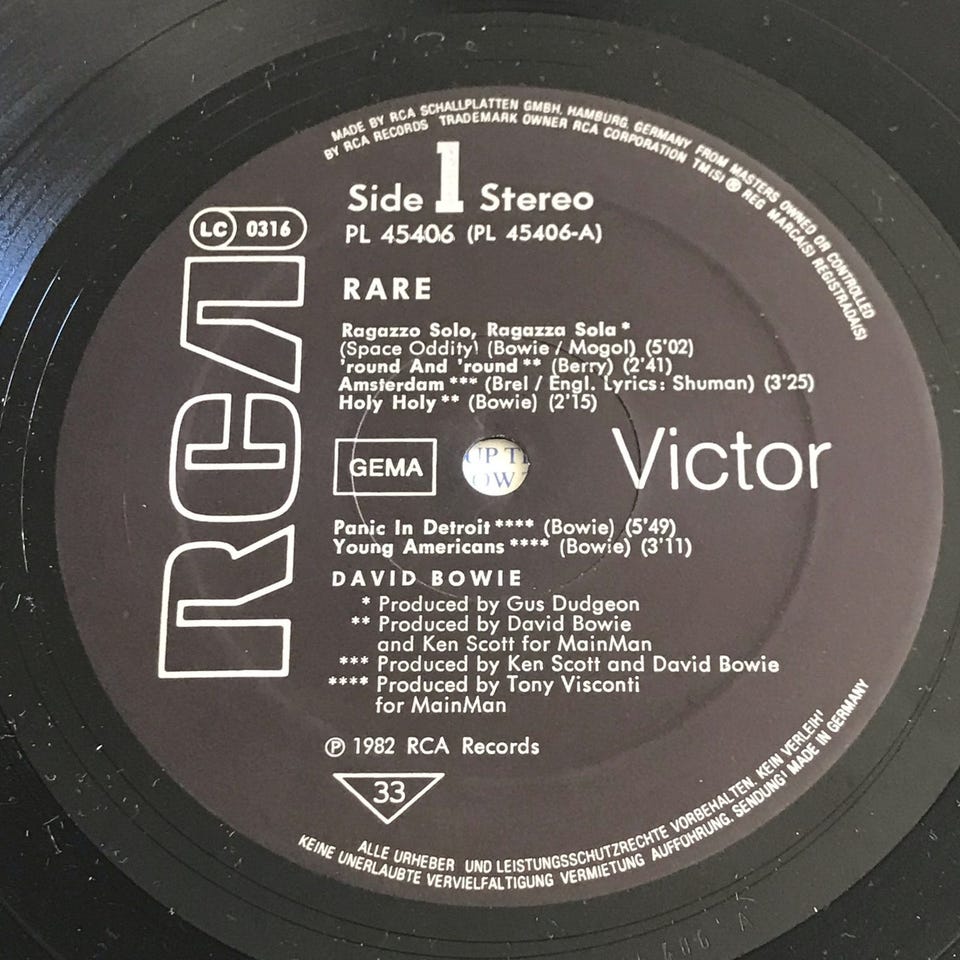 MADE BY RCA SCHALLPLATTEN GMBH. HAMBURG. GERMANY FROM MASTERS OWNED OR CONTROLLED
BY RCA RECORDS TRADEMARK OWNER RCA CORPORATION TM(S) ® REG MARCA(S) REGISTRADA(S)
Side 1 Stereo
LC 0316
PL 45406 (PL 45406-A)
RARE
Ragazzo Solo, Ragazza Sola *
(Space Oddity) (Bowie / Mogol) (5'02)
'round And 'round ** (Berry) (2'41)
Amsterdam *** (Brel / Engl. Lyrics: Shuman) (3'25)
Holy Holy ** (Bowie) (2'15)
RCA
GEMA
UP T
OW
Victor
Panic In Detroit **** (Bowie) (5'49)
Young Americans **** (Bowie) (3'11)
DAVID BOWIE
* Produced by Gus Dudgeon
** Produced by David Bowie
and Ken Scott for MainMan
*** Produced by Ken Scott and David Bowie
**** Produced by Tony Visconti
for MainMan
℗ 1982 RCA Records
33
ALLE URHEBER UND LEISTUNGSSCHUTZRECHTE VORBEHALTEN. KEIN VERLEIH!
KEINE UNERLAUBTE VERVIELFALTIGUNG VERMIETUNG AUFFUHRUNG. SENDUNG! MADE IN GERMANY